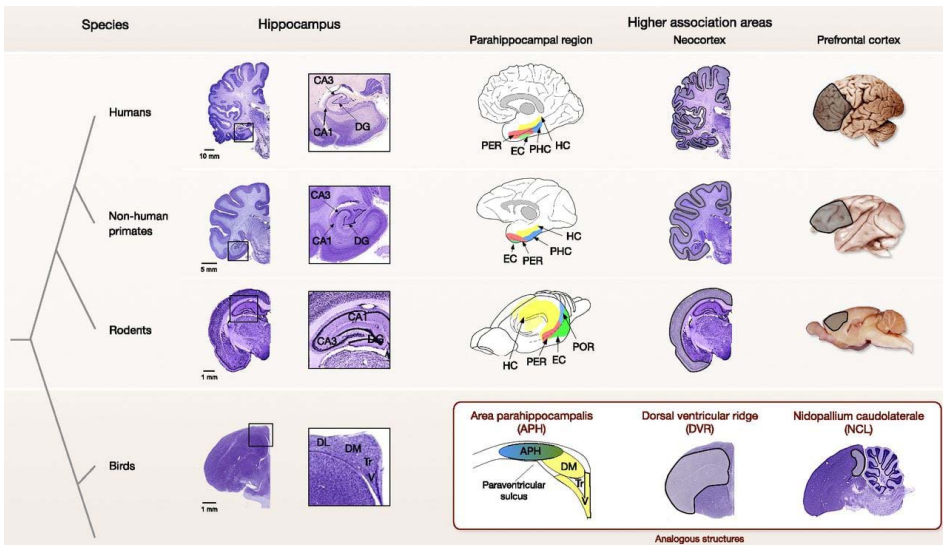 Species
Hippocampus
Higher association areas
Parahippocampal region
Neocortex
Prefrontal cortex
Humans
10 mm
CA3
CA1
DG
PER
EC
PHC
HC
Non-human
primates
5 mm
CA3
CA1
DG
HC
PHC
EC
PER
Rodents
1 mm
CA1
CA3
DG
HC
PER
EC
POR
Birds
1 mm
DL
DM
Tr
V
Area parahippocampalis
(APH)
APH
DM
Tr
V
Paraventricular
sulcus
Dorsal ventricular ridge
(DVR)
Nidopallium caudolaterale
(NCL)
Analogous structures